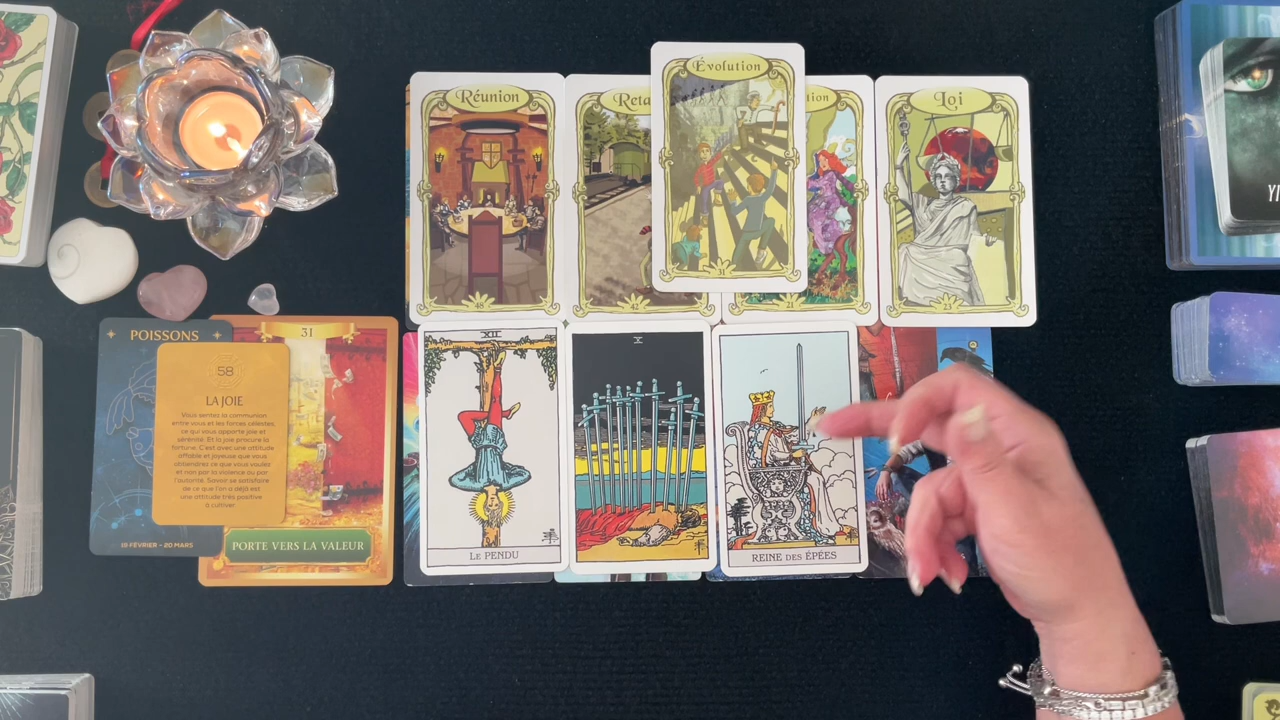 Évolution
Réunion
Reta
tion
Loi
31
46
42
23
POISSONS
31
58
LA JOIE
Vous sentez la communion
entre vous et les forces célestes,
ce qui vous apporte joie et
sérénité. Et la joie procure la
fortune. C'est avec une attitude
affable et joyeuse que vous
obtiendrez ce que vous voulez
et non par la violence ou par
l'autorité. Savoir se satisfaire
de ce que l'on a déjà est
une attitude très positive
à cultiver.
19 FÉVRIER – 20 MARS
PORTE VERS LA VALEUR
XII
LE PENDU
X
REINE DES ÉPÉES